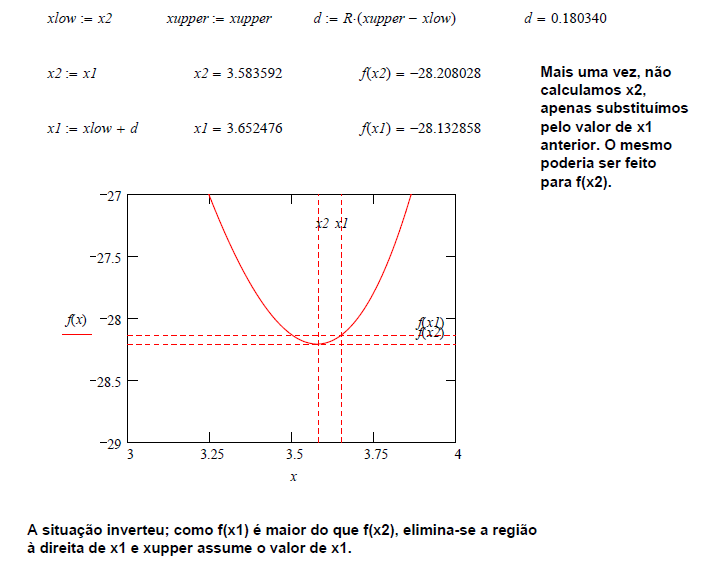 xlow := x2 xupper := xupper d := R·(xupper − xlow) d = 0.180340
x2 := x1 x2 = 3.583592 f(x2) = −28.208028
x1 := xlow + d x1 = 3.652476 f(x1) = −28.132858
Mais uma vez, não
calculamos x2,
apenas substituímos
pelo valor de x1
anterior. O mesmo
poderia ser feito
para f(x2).
−27
x2 x1
−27.5
f(x) −28
f(x1)
f(x2)
−28.5
−29
3 3.25 3.5 3.75 4
x
A situação inverteu; como f(x1) é maior do que f(x2), elimina-se a região
à direita de x1 e xupper assume o valor de x1.